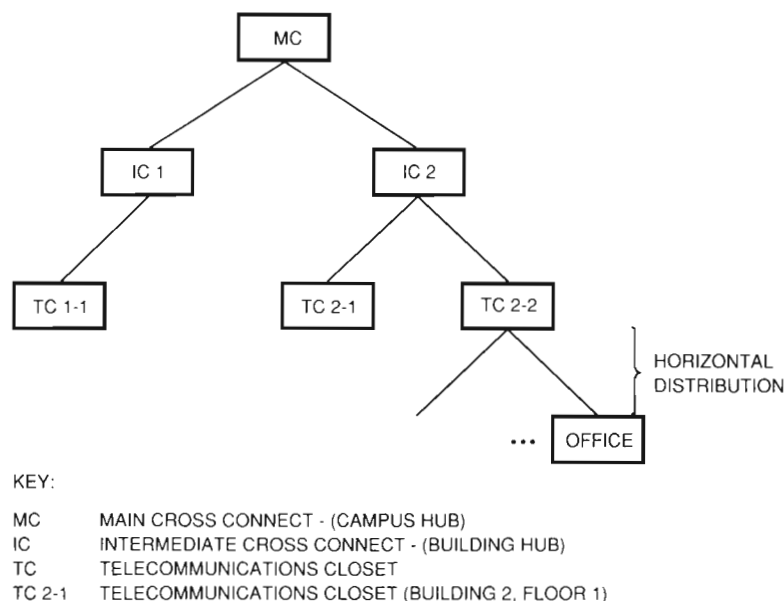 MC
IC 1
IC 2
TC 1-1
TC 2-1
TC 2-2
HORIZONTAL
DISTRIBUTION
... OFFICE
KEY:
MC MAIN CROSS CONNECT - (CAMPUS HUB)
IC INTERMEDIATE CROSS CONNECT - (BUILDING HUB)
TC TELECOMMUNICATIONS CLOSET
TC 2-1 TELECOMMUNICATIONS CLOSET (BUILDING 2, FLOOR 1)